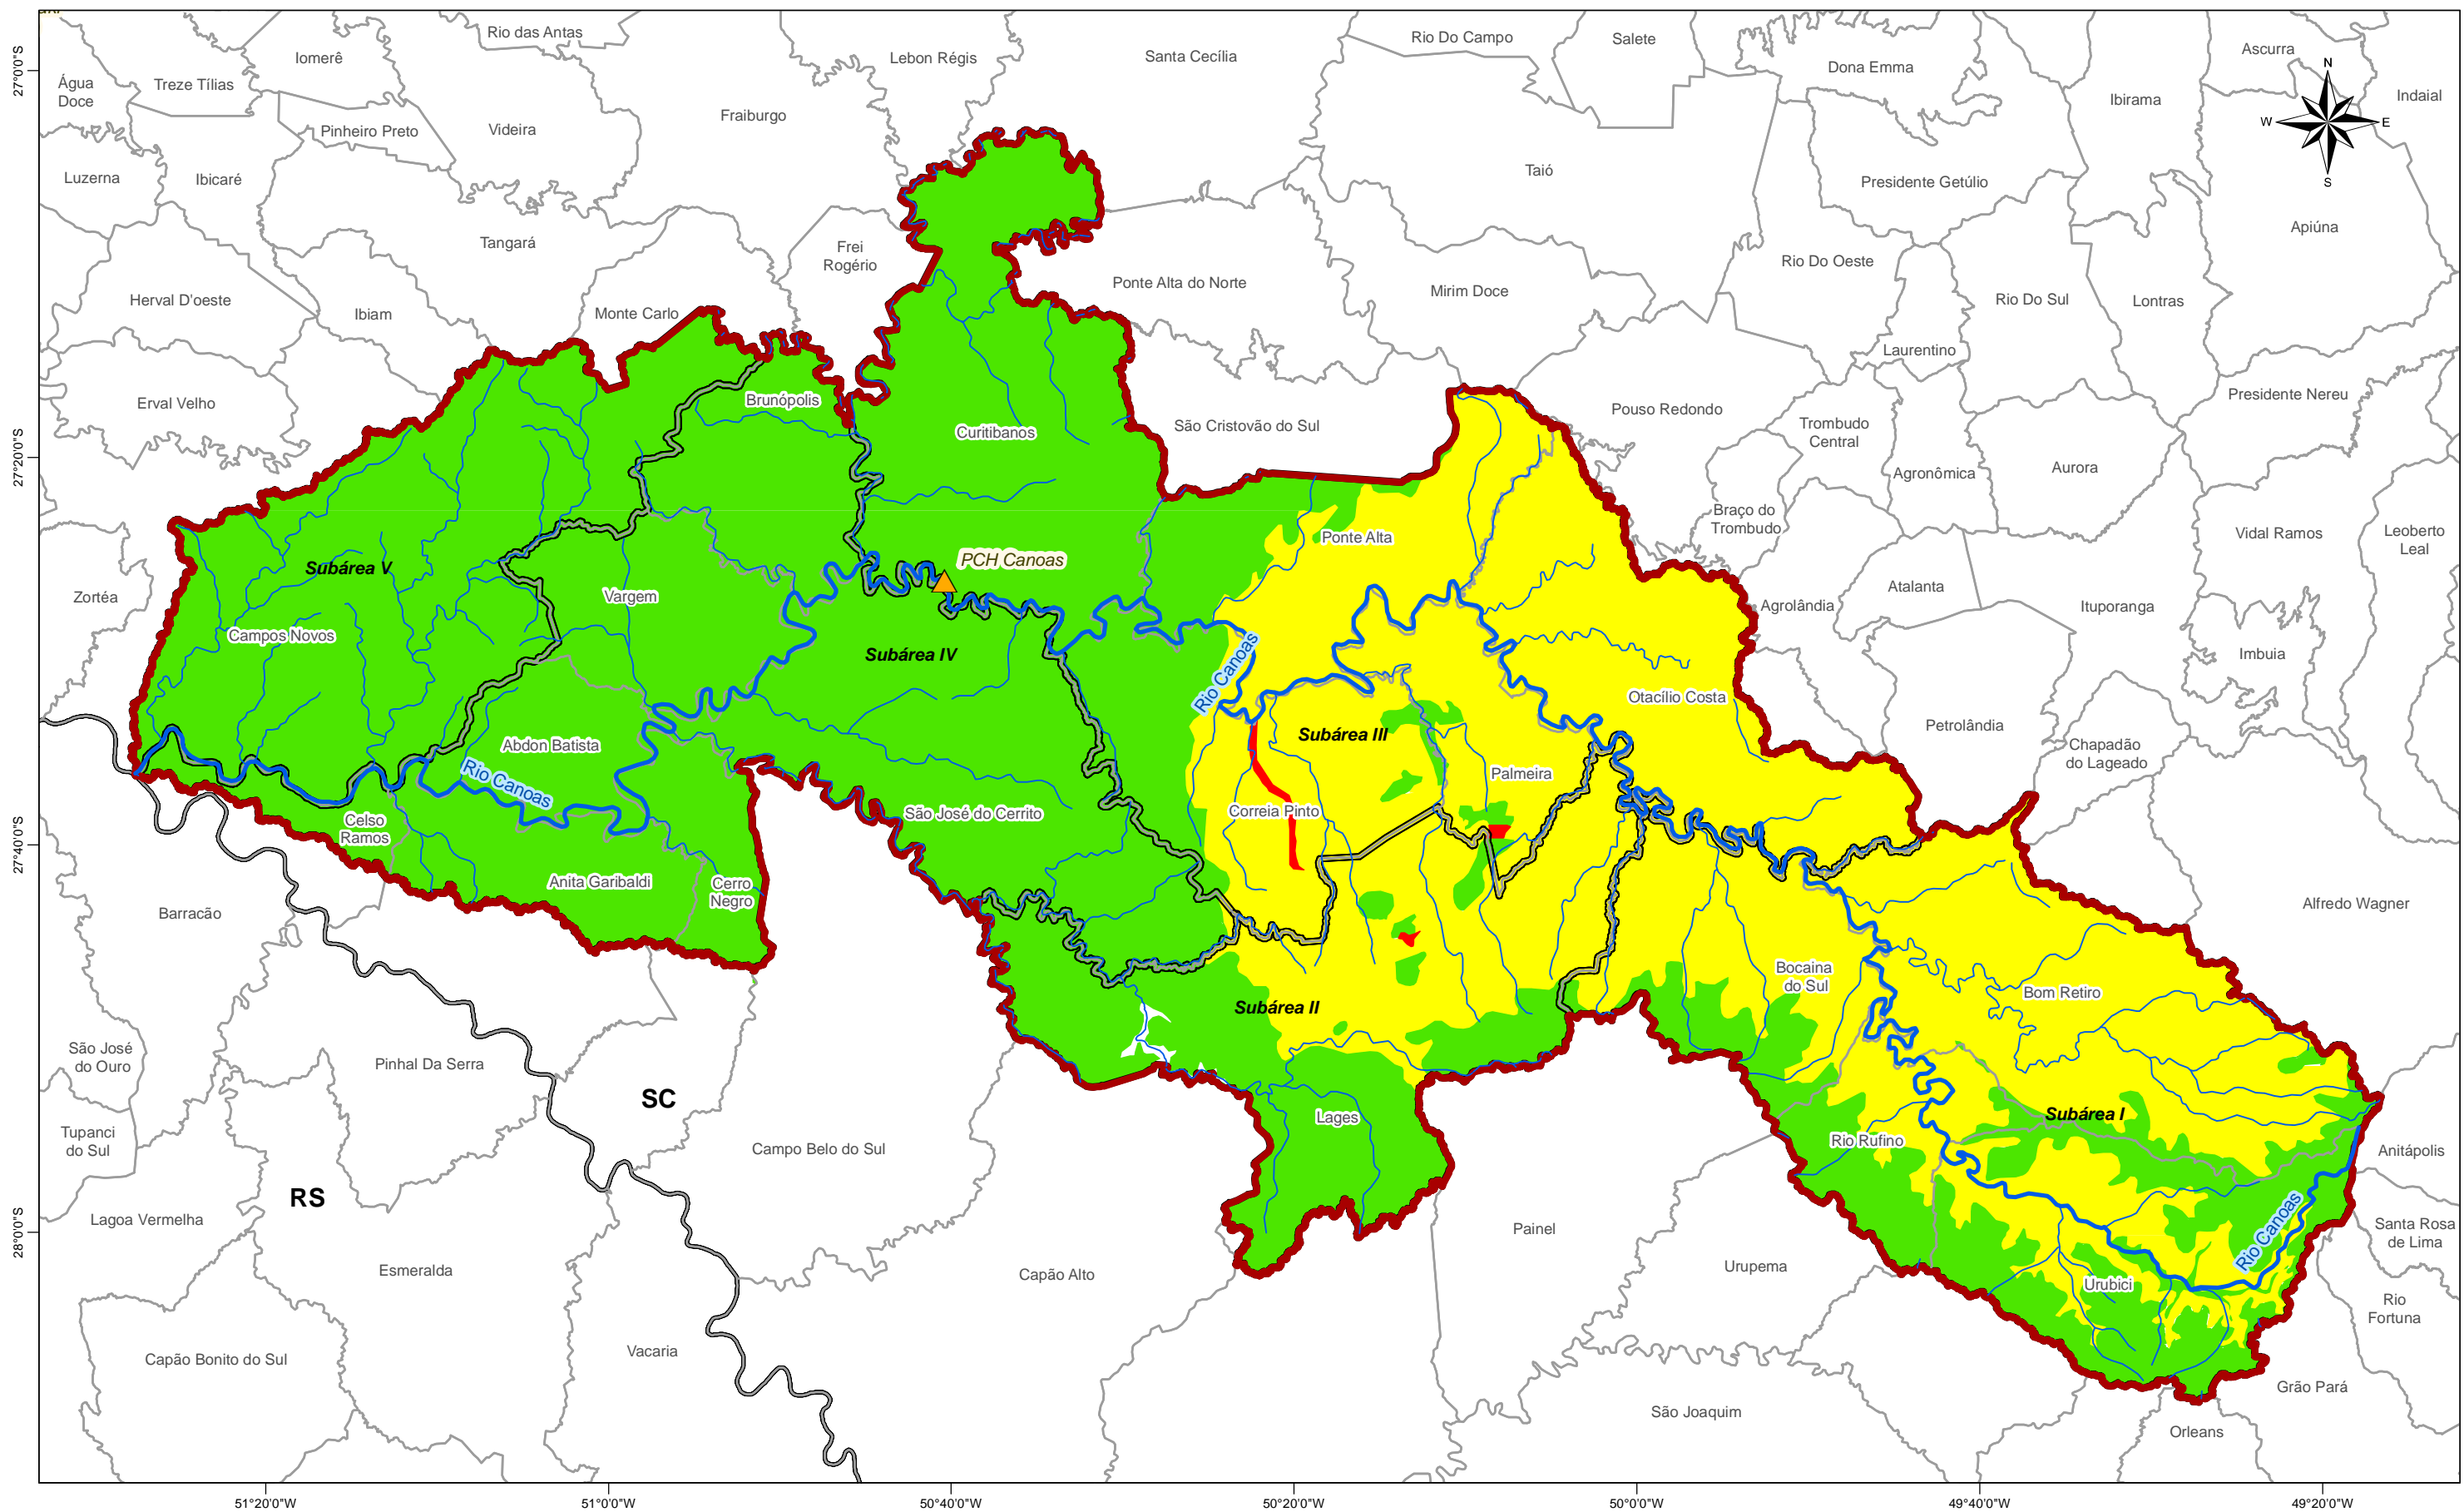 Rio das Antas
Iomerê
Lebon Régis
Santa Cecília
Rio Do Campo
Salete
Ascurra
Dona Emma
Água
Doce
Treze Tílias
Ibirama
Indaial
N
W
E
S
27°0'0"S
Pinheiro Preto
Videira
Fraiburgo
Luzerna
Ibicaré
Taió
Presidente Getúlio
Apiúna
Tangará
Frei
Rogério
Rio Do Oeste
Ponte Alta do Norte
Mirim Doce
Rio Do Sul
Lontras
Herval D'oeste
Ibiam
Monte Carlo
Laurentino
Erval Velho
Brunópolis
Curitibanos
São Cristovão do Sul
Pouso Redondo
Trombudo
Central
Presidente Nereu
27°20'0"S
Agronômica
Aurora
Braço do
Trombudo
Vidal Ramos
Leoberto
Leal
Ponte Alta
Subárea V
PCH Canoas
Zortéa
Vargem
Agrolândia
Atalanta
Ituporanga
Campos Novos
Subárea IV
Imbuia
Rio Canoas
Otacílio Costa
Petrolândia
Subárea III
Abdon Batista
Chapadão
do Lageado
Palmeira
Rio Canoas
Celso
Ramos
São José do Cerrito
Correia Pinto
27°40'0"S
Anita Garibaldi
Cerro
Negro
Barracão
Alfredo Wagner
Bocaina
do Sul
Bom Retiro
Subárea II
São José
do Ouro
Pinhal Da Serra
SC
Lages
Subárea I
Tupanci
do Sul
Campo Belo do Sul
Rio Rufino
Anitápolis
RS
Lagoa Vermelha
Painel
Santa Rosa
de Lima
28°0'0"S
Rio Canoas
Esmeralda
Capão Alto
Urupema
Urubici
Rio
Fortuna
Capão Bonito do Sul
Vacaria
Grão Pará
São Joaquim
Orleans
51°20'0"W
51°0'0"W
50°40'0"W
50°20'0"W
50°0'0"W
49°40'0"W
49°20'0"W